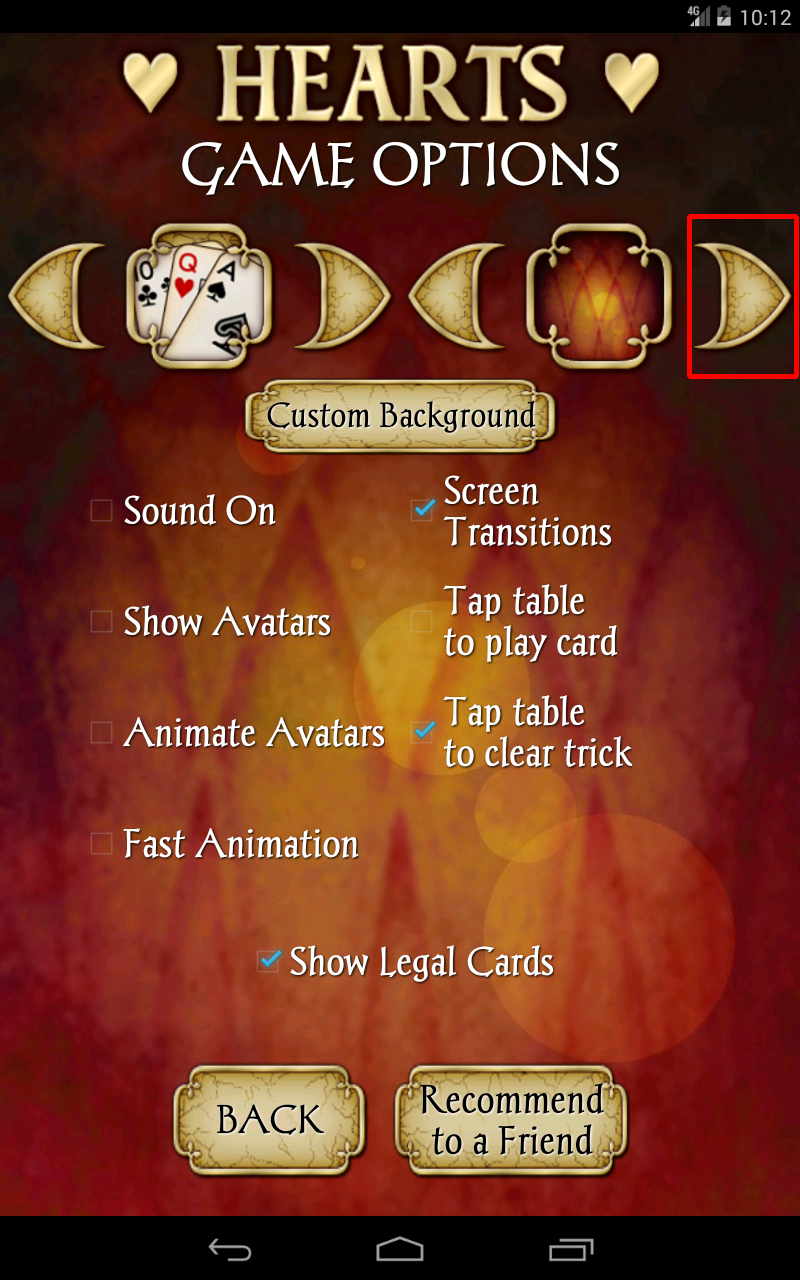 4G 10:12
HEARTS
GAME OPTIONS
Q A
Custom Background
Sound On
Screen
Transitions
Show Avatars
Tap table
to play card
Animate Avatars
Tap table
to clear trick
Fast Animation
Show Legal Cards
BACK
Recommend
to a Friend